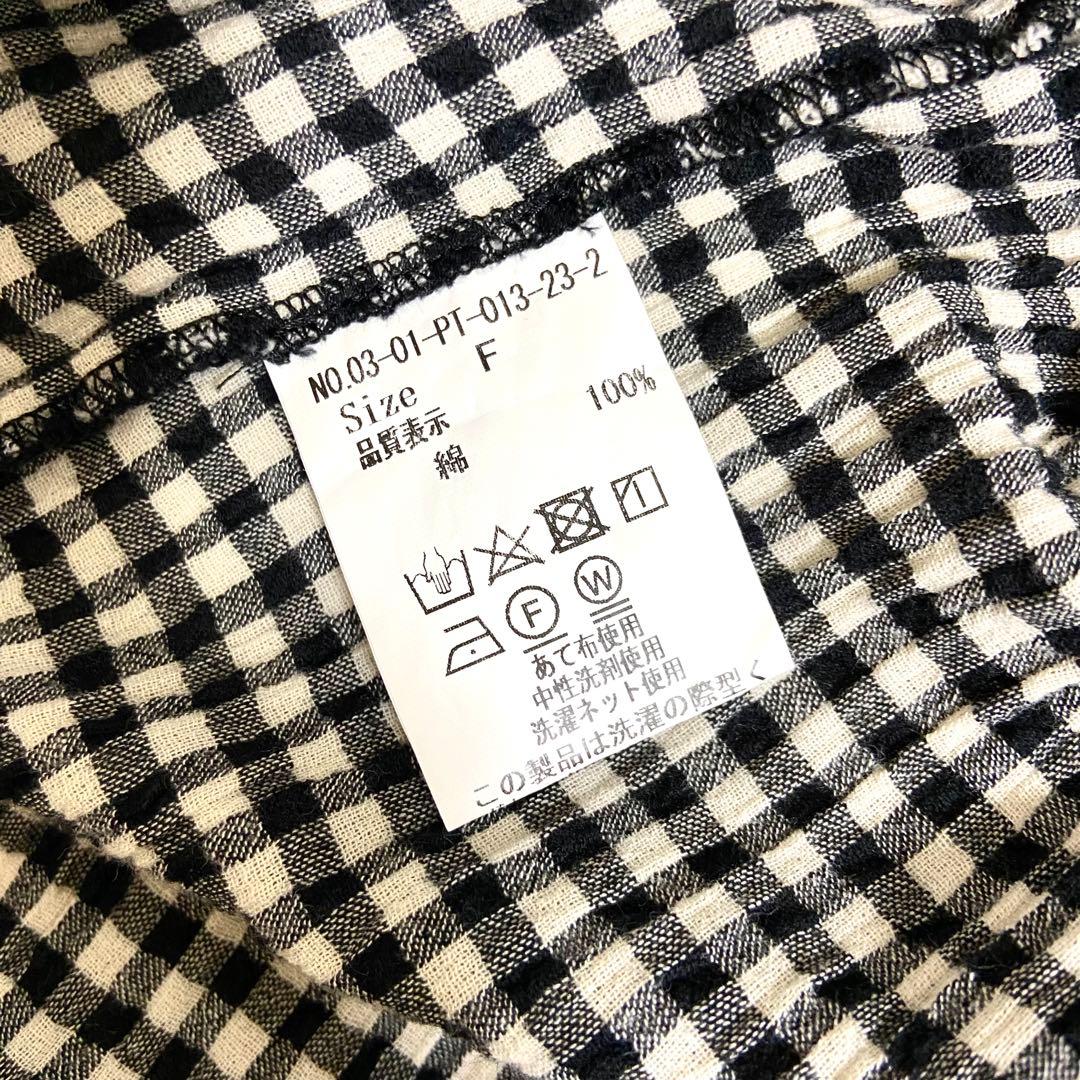 NO.03-01-PT-013-23-2
Size F
品質表示
綿 100%
F W
あて布使用
中性洗剤使用
洗濯ネット使用
この製品は洗濯の際型く